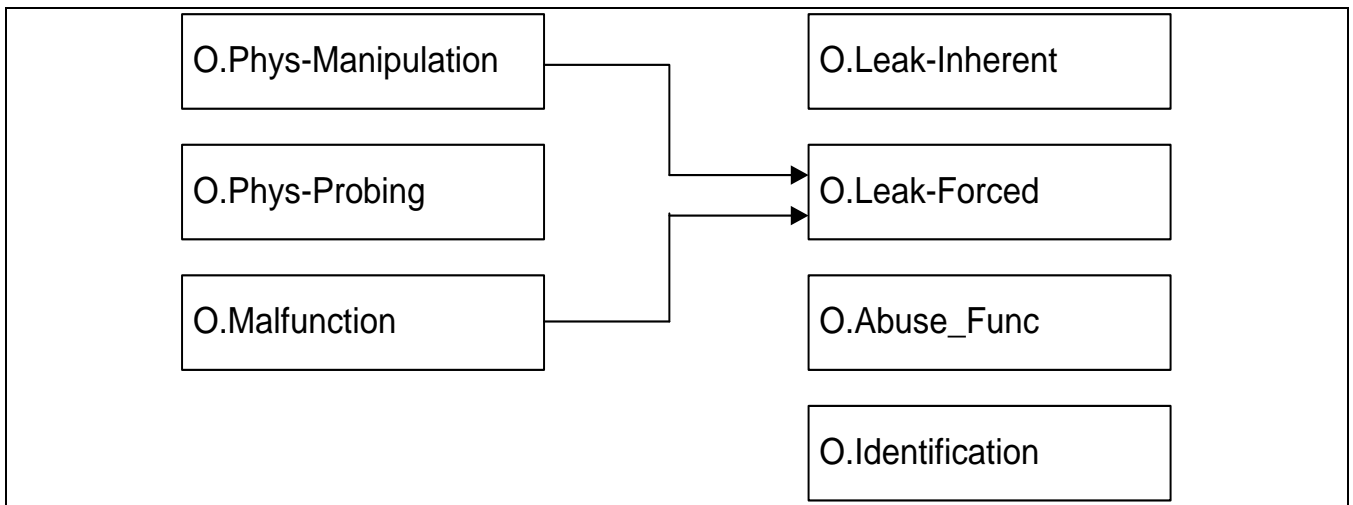 O.Phys-Manipulation
O.Leak-Inherent
O.Phys-Probing
O.Leak-Forced
O.Malfunction
O.Abuse_Func
O.Identification